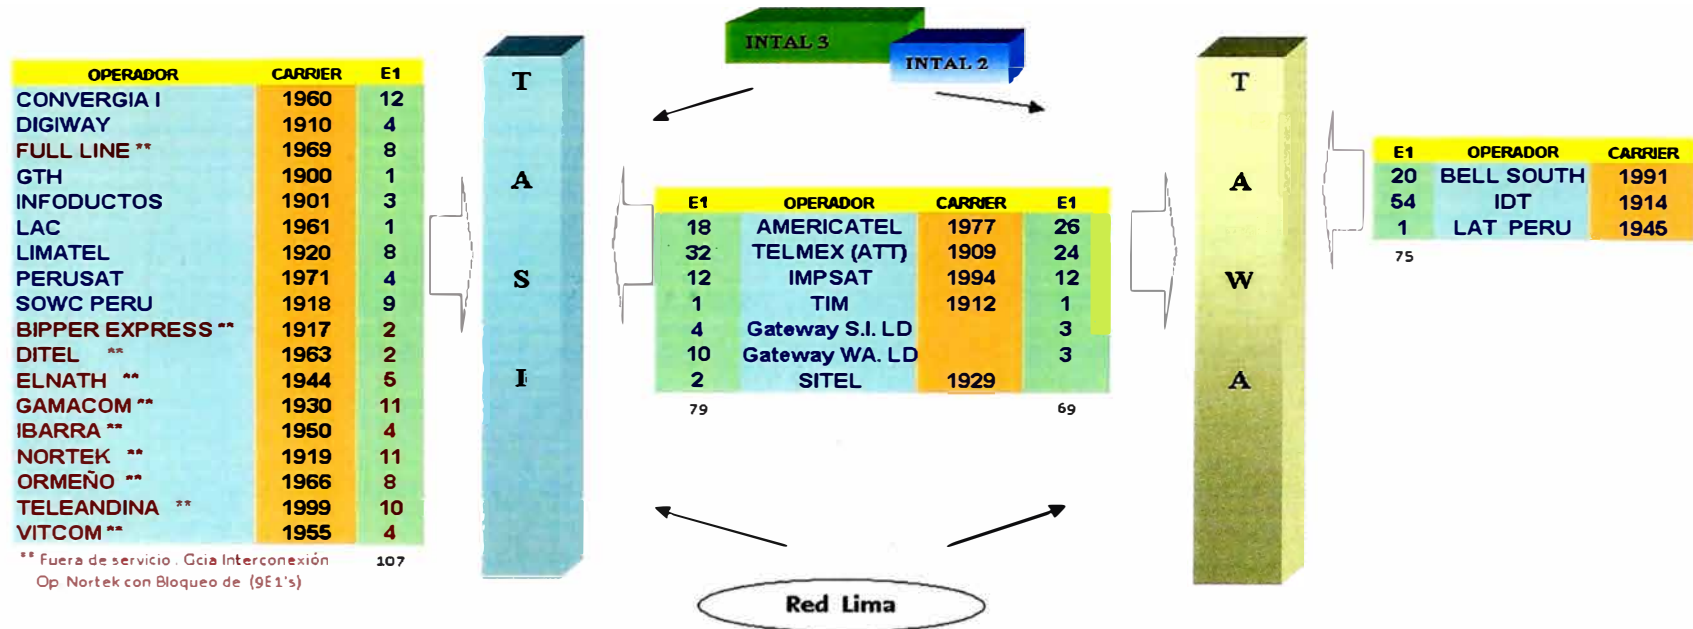 INTAL 3
INTAL 2
OPERADOR CARRIER E1
CONVERGIA I 1960 12
DIGIWAY 1910 4
FULL LINE ** 1969 8
GTH 1900 1
INFODUCTOS 1901 3
LAC 1961 1
LIMATEL 1920 8
PERUSAT 1971 4
SOWC PERU 1918 9
BIPPER EXPRESS ** 1917 2
DITEL ** 1963 2
ELNATH ** 1944 5
GAMACOM ** 1930 11
IBARRA ** 1950 4
NORTEK ** 1919 11
ORMEÑO ** 1966 8
TELEANDINA ** 1999 10
VITCOM ** 1955 4
** Fuera de servicio . Gcia Interconexión 107
Op Nortek con Bloqueo de (9E1's)
T
A
S
I
E1 OPERADOR CARRIER E1
18 AMERICATEL 1977 26
32 TELMEX (ATT) 1909 24
12 IMPSAT 1994 12
1 TIM 1912 1
4 Gateway S.I. LD 3
10 Gateway WA. LD 3
2 SITEL 1929
79 69
T
A
W
A
E1 OPERADOR CARRIER
20 BELL SOUTH 1991
54 IDT 1914
1 LAT PERU 1945
75
Red Lima